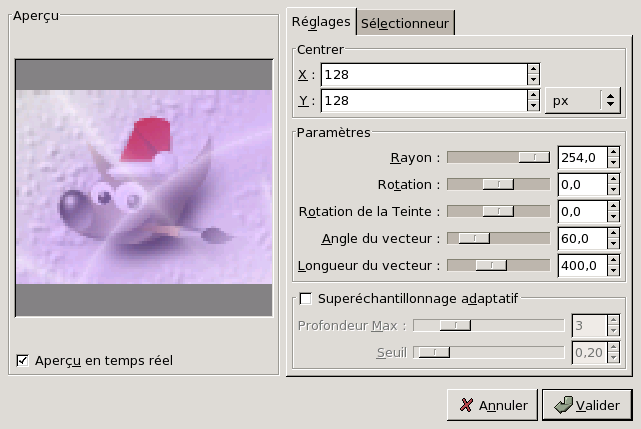 Aperçu
Aperçu en temps réel
Réglages Sélectionneur
Centrer
X : 128
Y : 128 px
Paramètres
Rayon : 254,0
Rotation : 0,0
Rotation de la Teinte : 0,0
Angle du vecteur : 60,0
Longueur du vecteur : 400,0
Superéchantillonnage adaptatif
Profondeur Max : 3
Seuil : 0,20
Annuler Valider